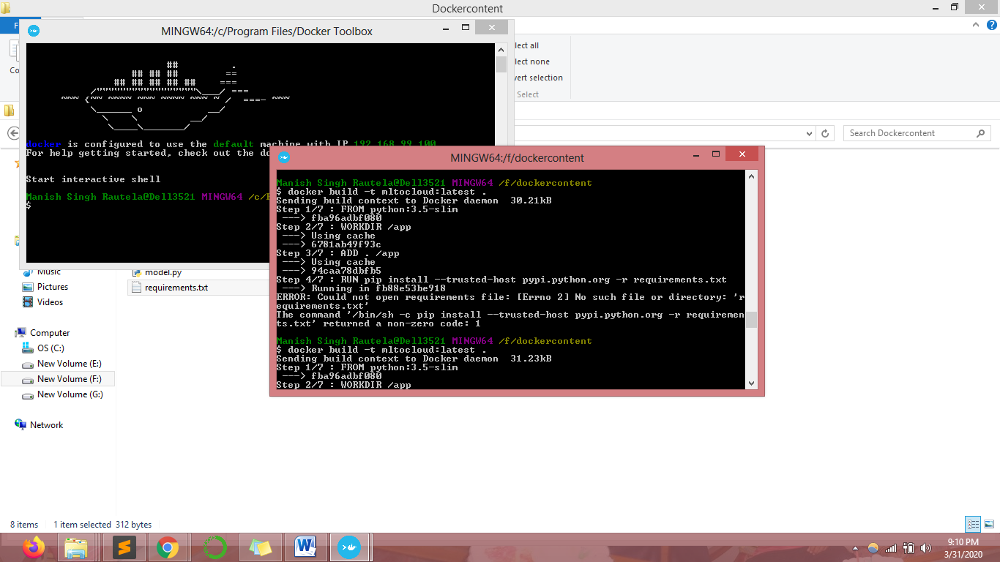 Dockercontent
F
MINGW64:/c/Program Files/Docker Toolbox
Co
lect all
lect none
vert selection
Select
Search Dockercontent
## .
## ## ## ==
## ## ## ## ## ===
/"""""""""""""""""\___/ ===
~~~ {~~ ~~~~ ~~~ ~~~~ ~~~ ~ / ===- ~~~
\______ o __/
\ \ __/
\____\_______/
docker is configured to use the default machine with IP 192.168.99.100
For help getting started, check out the do
Start interactive shell
Manish Singh Rautela@Dell3521 MINGW64 /c/
$
MINGW64:/f/dockercontent
Manish Singh Rautela@Dell3521 MINGW64 /f/dockercontent
$ docker build -t mltocloud:latest .
Sending build context to Docker daemon 30.21kB
Step 1/7 : FROM python:3.5-slim
---> fba96adbf080
Step 2/7 : WORKDIR /app
---> Using cache
---> 6781ab49f93c
Step 3/7 : ADD . /app
---> Using cache
---> 94caa78dbfb5
Step 4/7 : RUN pip install --trusted-host pypi.python.org -r requirements.txt
---> Running in fb88e53be918
ERROR: Could not open requirements file: [Errno 2] No such file or directory: 'r
equirements.txt'
The command '/bin/sh -c pip install --trusted-host pypi.python.org -r requiremen
ts.txt' returned a non-zero code: 1
Manish Singh Rautela@Dell3521 MINGW64 /f/dockercontent
$ docker build -t mltocloud:latest .
Sending build context to Docker daemon 31.23kB
Step 1/7 : FROM python:3.5-slim
---> fba96adbf080
Step 2/7 : WORKDIR /app
Music
Pictures
Videos
Computer
OS (C:)
New Volume (E:)
New Volume (F:)
New Volume (G:)
Network
model.py
requirements.txt
8 items 1 item selected 312 bytes
9:10 PM
3/31/2020